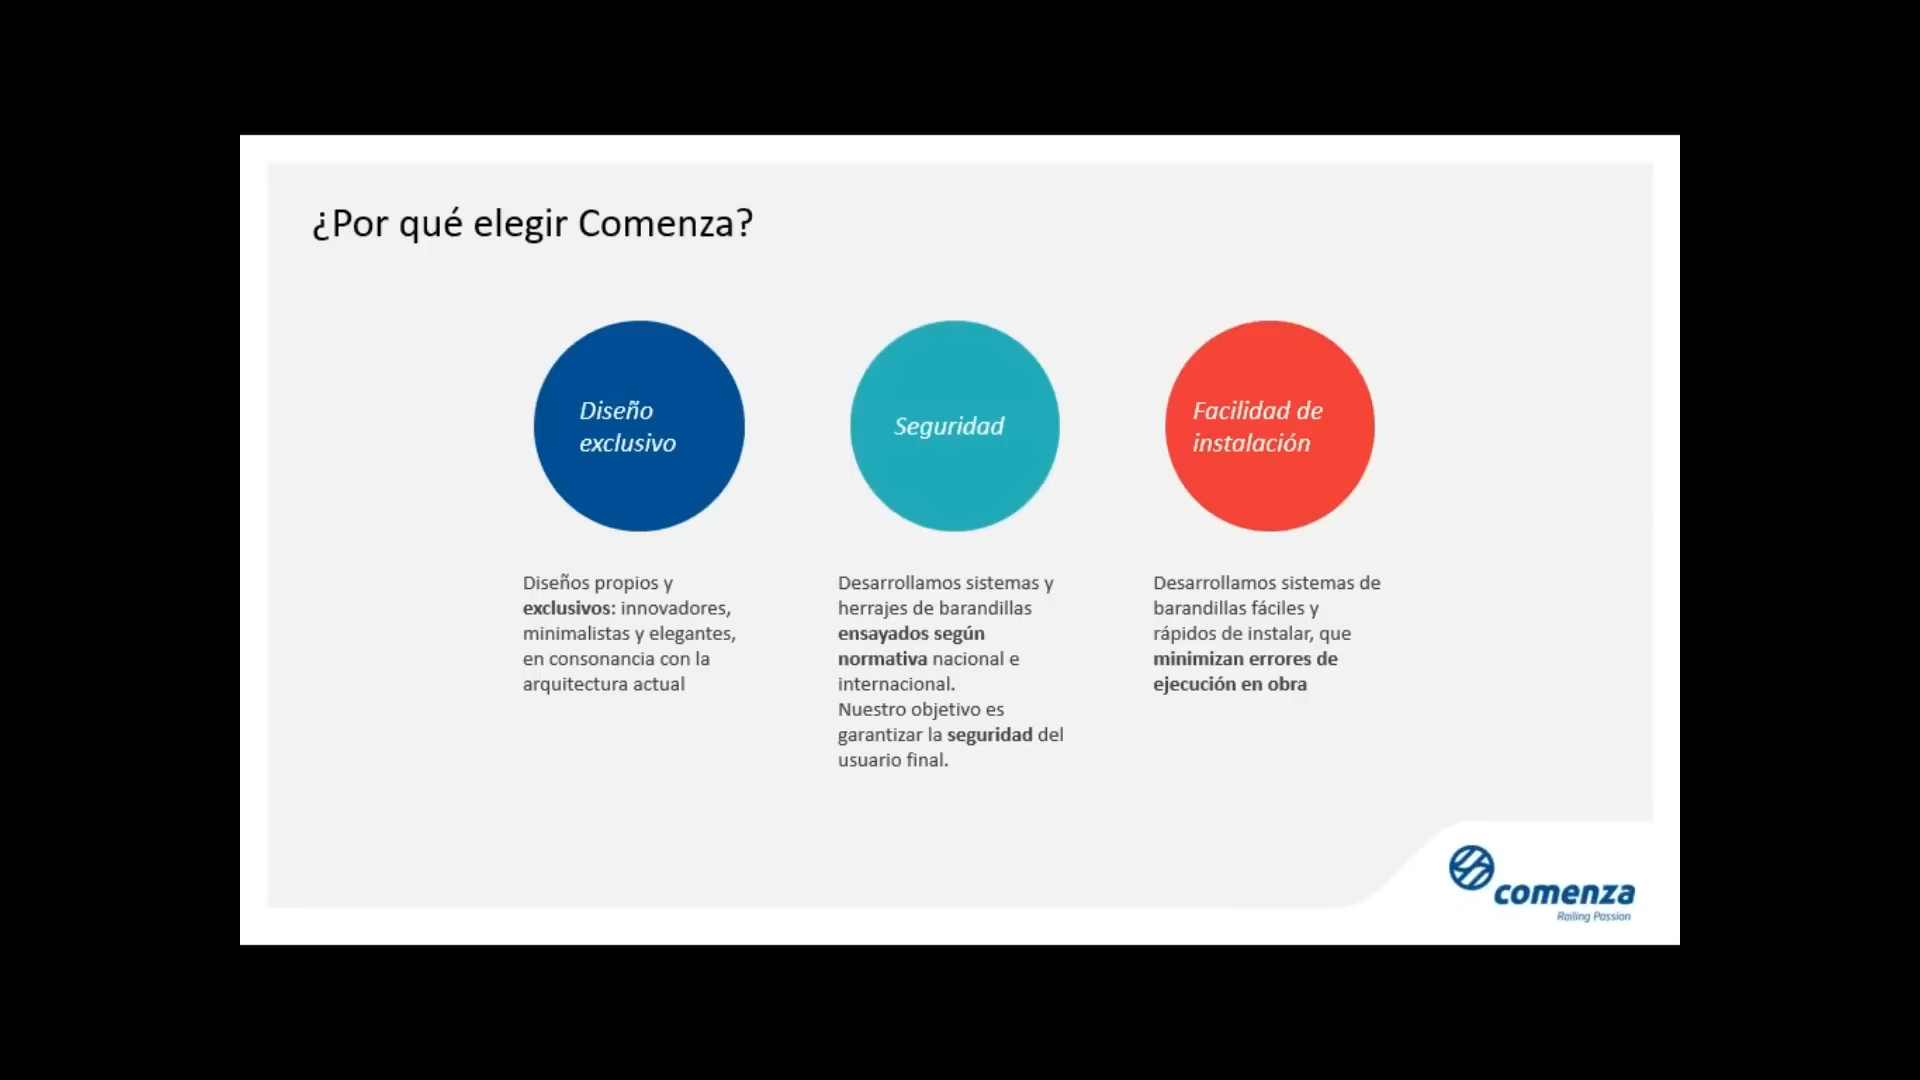 ¿Por qué elegir Comenza?
Diseño
exclusivo
Seguridad
Facilidad de
instalación
Diseños propios y
exclusivos: innovadores,
minimalistas y elegantes,
en consonancia con la
arquitectura actual
Desarrollamos sistemas y
herrajes de barandillas
ensayados según
normativa nacional e
internacional.
Nuestro objetivo es
garantizar la seguridad del
usuario final.
Desarrollamos sistemas de
barandillas fáciles y
rápidos de instalar, que
minimizan errores de
ejecución en obra
comenza
Railing Passion